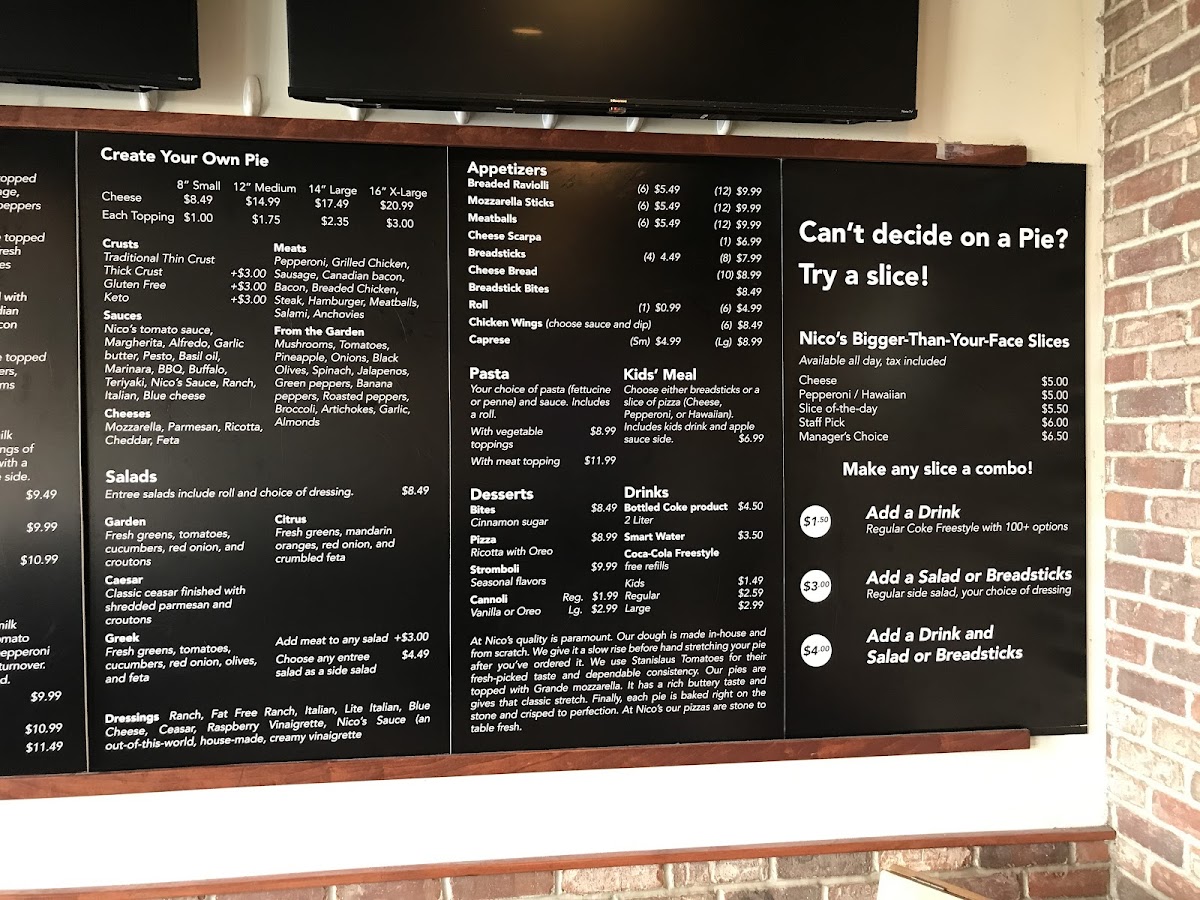 opped
age,
peppers
topped
fresh
es
with
dian
con
topped
ers,
ms
ilk
ngs of
with a
side.
$9.49
$9.99
$10.99
milk
omato
pepperoni
turnover.
d.
$9.99
$10.99
$11.49
Create Your Own Pie
8” Small 12” Medium 14” Large 16” X-Large
Cheese $8.49 $14.99 $17.49 $20.99
Each Topping $1.00 $1.75 $2.35 $3.00
Crusts
Traditional Thin Crust
Thick Crust +$3.00
Gluten Free +$3.00
Keto +$3.00
Sauces
Nico's tomato sauce,
Margherita, Alfredo, Garlic
butter, Pesto, Basil oil,
Marinara, BBQ, Buffalo,
Teriyaki, Nico's Sauce, Ranch,
Italian, Blue cheese
Cheeses
Mozzarella, Parmesan, Ricotta,
Cheddar, Feta
Meats
Pepperoni, Grilled Chicken,
Sausage, Canadian bacon,
Bacon, Breaded Chicken,
Steak, Hamburger, Meatballs,
Salami, Anchovies
From the Garden
Mushrooms, Tomatoes,
Pineapple, Onions, Black
Olives, Spinach, Jalapenos,
Green peppers, Banana
peppers, Roasted peppers,
Broccoli, Artichokes, Garlic,
Almonds
Salads
Entree salads include roll and choice of dressing. $8.49
Garden
Fresh greens, tomatoes,
cucumbers, red onion, and
croutons
Caesar
Classic ceasar finished with
shredded parmesan and
croutons
Greek
Fresh greens, tomatoes,
cucumbers, red onion, olives,
and feta
Citrus
Fresh greens, mandarin
oranges, red onion, and
crumbled feta
Add meat to any salad +$3.00
Choose any entree $4.49
salad as a side salad
Dressings Ranch, Fat Free Ranch, Italian, Lite Italian, Blue
Cheese, Ceasar, Raspberry Vinaigrette, Nico's Sauce (an
out-of-this-world, house-made, creamy vinaigrette
Appetizers
Breaded Raviolli (6) $5.49 (12) $9.99
Mozzarella Sticks (6) $5.49 (12) $9.99
Meatballs (6) $5.49 (12) $9.99
Cheese Scarpa (1) $6.99
Breadsticks (4) 4.49 (8) $7.99
Cheese Bread (10) $8.99
Breadstick Bites $8.49
Roll (1) $0.99 (6) $4.99
Chicken Wings (choose sauce and dip) (6) $8.49
Caprese (Sm) $4.99 (Lg) $8.99
Pasta
Your choice of pasta (fettucine
or penne) and sauce. Includes
a roll.
With vegetable $8.99
toppings
With meat topping $11.99
Kids' Meal
Choose either breadsticks or a
slice of pizza (Cheese,
Pepperoni, or Hawaiian).
Includes kids drink and apple
sauce side. $6.99
Desserts
Bites $8.49
Cinnamon sugar
Pizza $8.99
Ricotta with Oreo
Stromboli $9.99
Seasonal flavors
Cannoli Reg. $1.99
Vanilla or Oreo Lg. $2.99
Drinks
Bottled Coke product $4.50
2 Liter
Smart Water $3.50
Coca-Cola Freestyle
free refills
Kids $1.49
Regular $2.59
Large $2.99
At Nico's quality is paramount. Our dough is made in-house and
from scratch. We give it a slow rise before hand stretching your pie
after you've ordered it. We use Stanislaus Tomatoes for their
fresh-picked taste and dependable consistency. Our pies are
topped with Grande mozzarella. It has a rich buttery taste and
gives that classic stretch. Finally, each pie is baked right on the
stone and crisped to perfection. At Nico's our pizzas are stone to
table fresh.
Can't decide on a Pie?
Try a slice!
Nico's Bigger-Than-Your-Face Slices
Available all day, tax included
Cheese $5.00
Pepperoni / Hawaiian $5.00
Slice of-the-day $5.50
Staff Pick $6.00
Manager's Choice $6.50
Make any slice a combo!
$1.50 Add a Drink
Regular Coke Freestyle with 100+ options
$3.00 Add a Salad or Breadsticks
Regular side salad, your choice of dressing
$4.00 Add a Drink and
Salad or Breadsticks